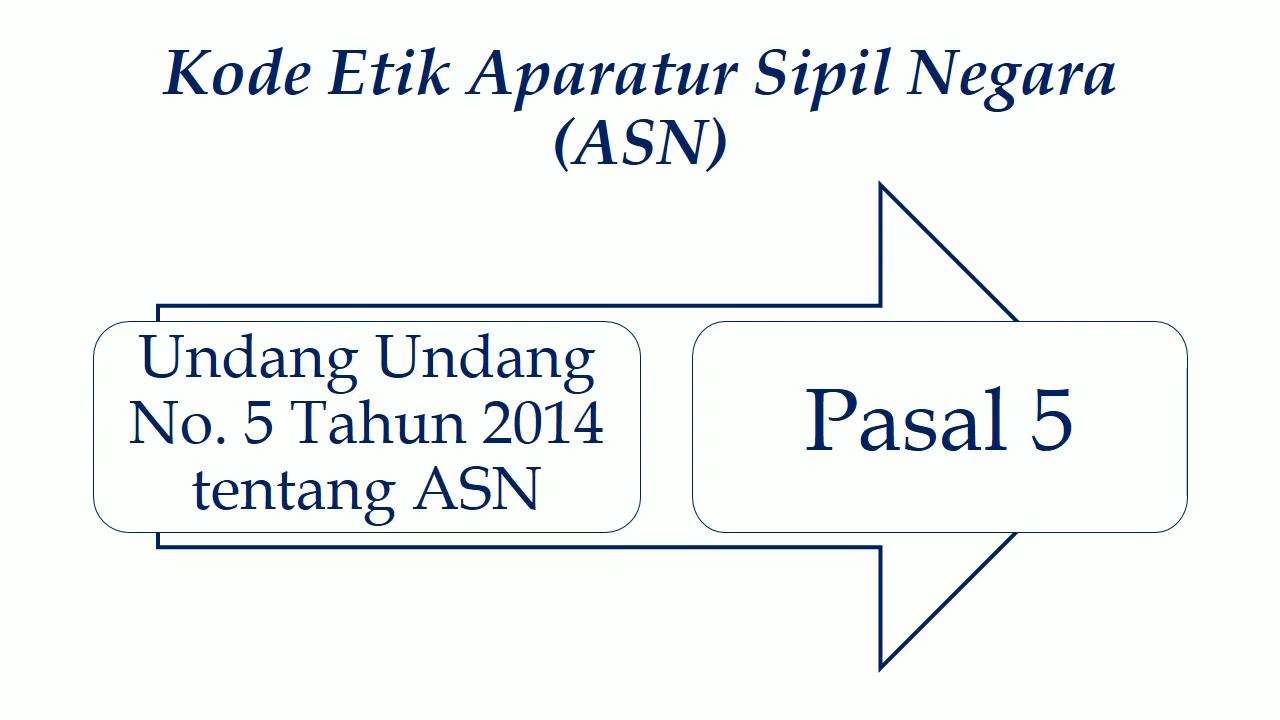 Kode Etik Aparatur Sipil Negara
(ASN)
Undang Undang
No. 5 Tahun 2014
tentang ASN
Pasal 5